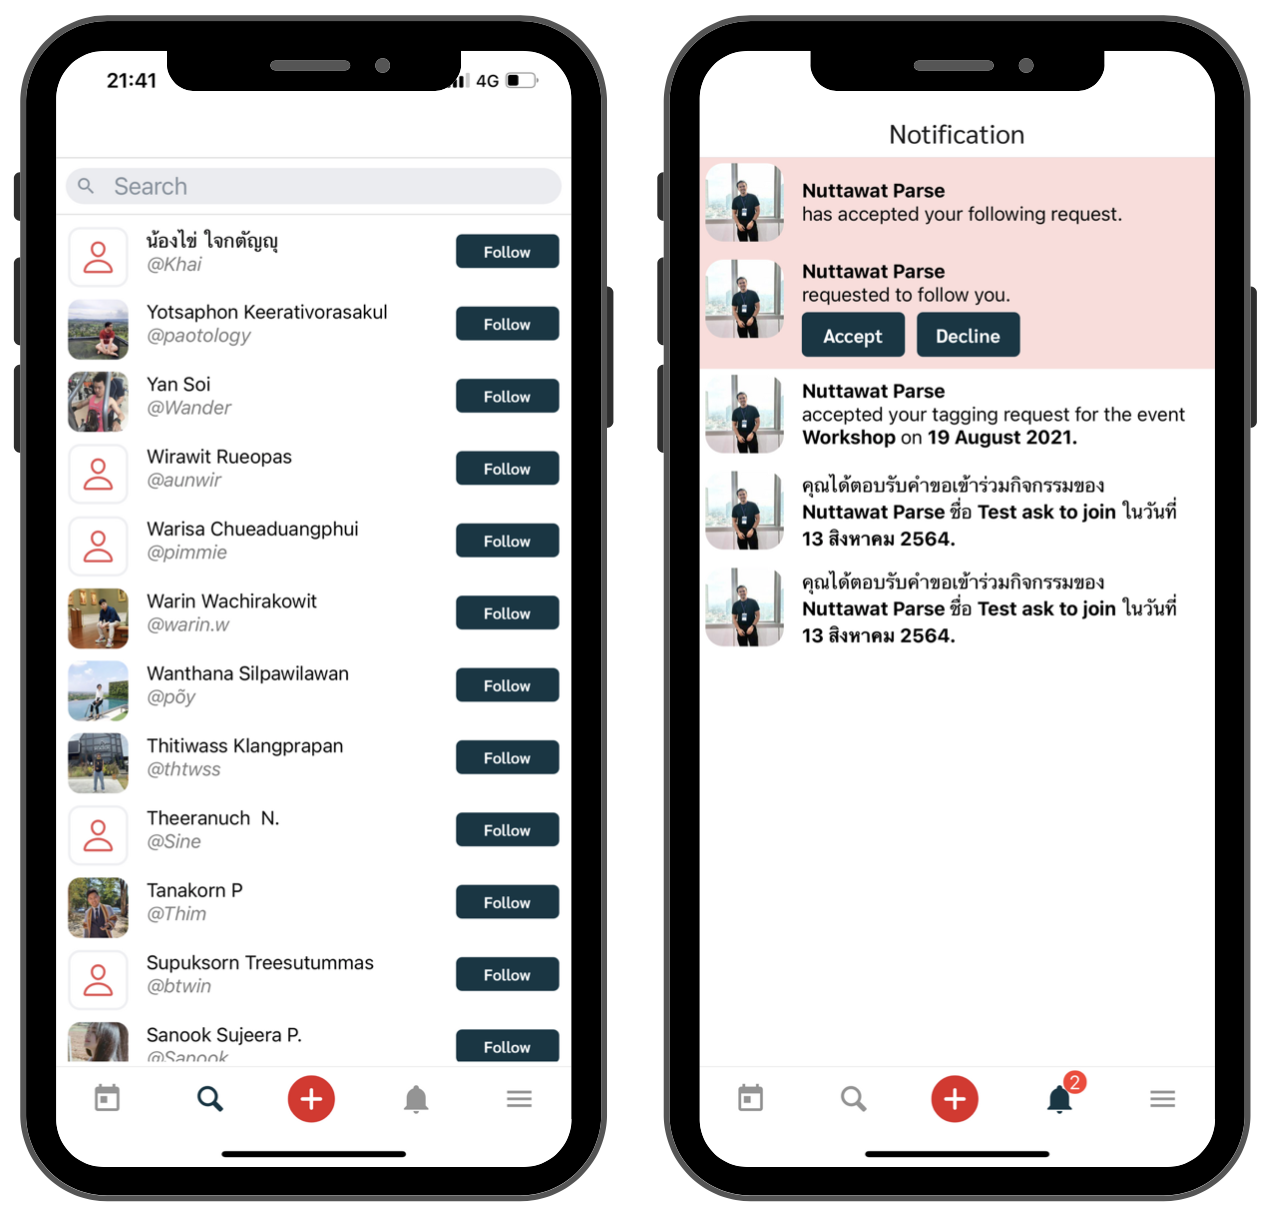 21:41
4G
Search
น้องไข่ ใจกตัญญู
@Khai
Follow
Yotsaphon Keerativorasakul
@paotology
Follow
Yan Soi
@Wander
Follow
Wirawit Rueopas
@aunwir
Follow
Warisa Chueaduangphui
@pimmie
Follow
Warin Wachirakowit
@warin.w
Follow
Wanthana Silpawilawan
@põy
Follow
Thitiwass Klangprapan
@thtwss
Follow
Theeranuch N.
@Sine
Follow
Tanakorn P
@Thim
Follow
Supuksorn Treesutummas
@btwin
Follow
Sanook Sujeera P.
@Sanook
Follow
Notification
Nuttawat Parse
has accepted your following request.
Nuttawat Parse
requested to follow you.
Accept
Decline
Nuttawat Parse
accepted your tagging request for the event
Workshop on 19 August 2021.
คุณได้ตอบรับคำขอเข้าร่วมกิจกรรมของ
Nuttawat Parse ชื่อ Test ask to join ในวันที่
13 สิงหาคม 2564.
คุณได้ตอบรับคำขอเข้าร่วมกิจกรรมของ
Nuttawat Parse ชื่อ Test ask to join ในวันที่
13 สิงหาคม 2564.
2